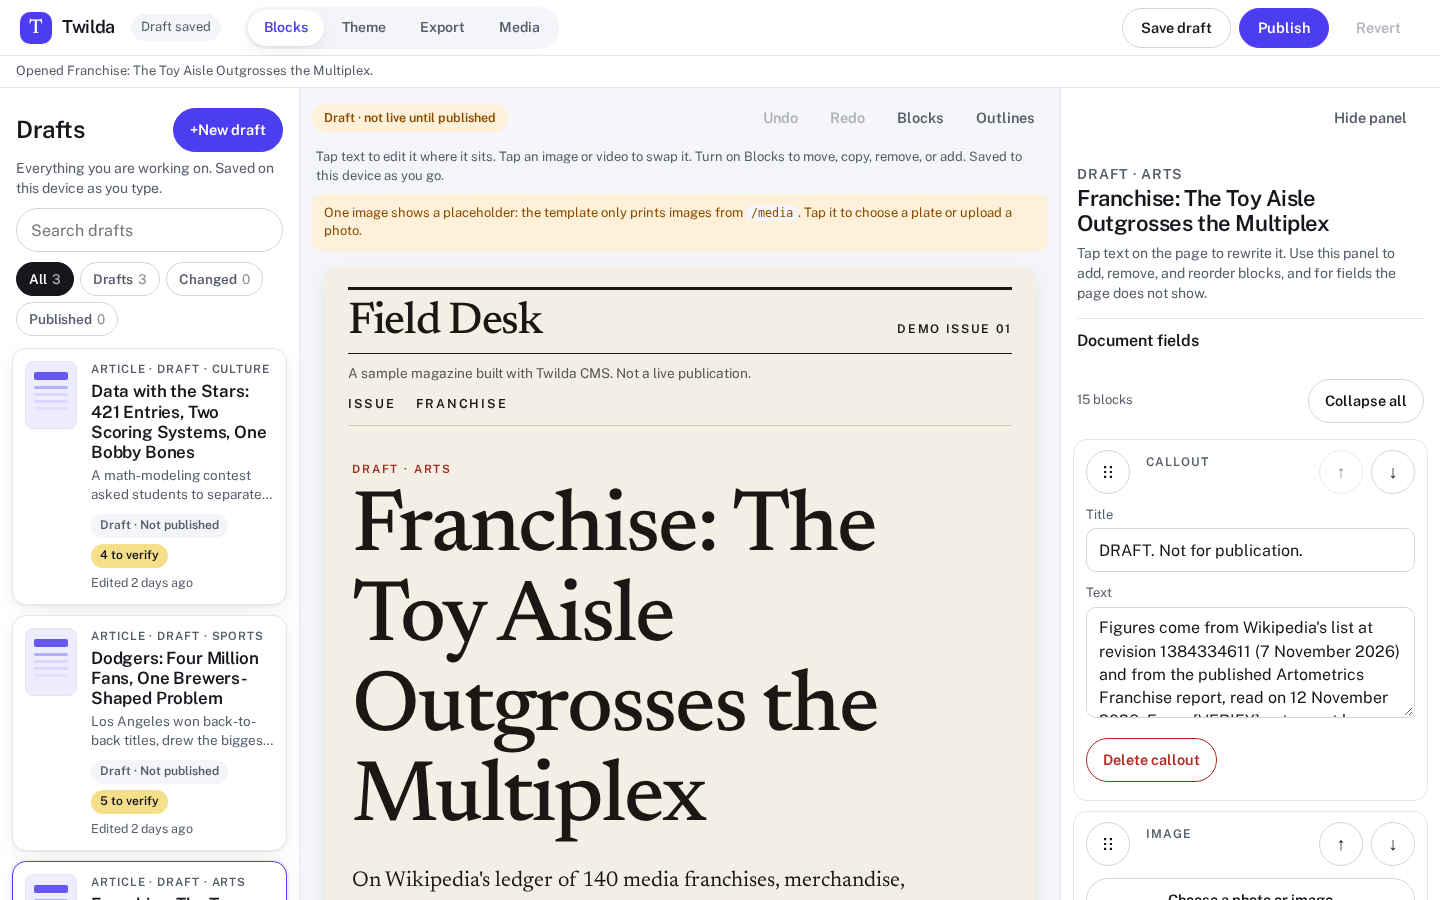 T Twilda Draft saved Blocks Theme Export Media Save draft Publish Revert
Opened Franchise: The Toy Aisle Outgrosses the Multiplex.
Drafts
+New draft
Everything you are working on. Saved on
this device as you type.
Search drafts
All 3 Drafts 3 Changed 0
Published 0
ARTICLE · DRAFT · CULTURE
Data with the Stars:
421 Entries, Two
Scoring Systems, One
Bobby Bones
A math-modeling contest
asked students to separate...
Draft · Not published
4 to verify
Edited 2 days ago
ARTICLE · DRAFT · SPORTS
Dodgers: Four Million
Fans, One Brewers-
Shaped Problem
Los Angeles won back-to-
back titles, drew the bigges...
Draft · Not published
5 to verify
Edited 2 days ago
ARTICLE · DRAFT · ARTS
Draft · not live until published Undo Redo Blocks Outlines
Tap text to edit it where it sits. Tap an image or video to swap it. Turn on Blocks to move, copy, remove, or add. Saved to
this device as you go.
One image shows a placeholder: the template only prints images from /media. Tap it to choose a plate or upload a
photo.
Field Desk
DEMO ISSUE 01
A sample magazine built with Twilda CMS. Not a live publication.
ISSUE FRANCHISE
DRAFT · ARTS
Franchise: The
Toy Aisle
Outgrosses the
Multiplex
On Wikipedia's ledger of 140 media franchises, merchandise,
Hide panel
DRAFT · ARTS
Franchise: The Toy Aisle
Outgrosses the Multiplex
Tap text on the page to rewrite it. Use this panel to
add, remove, and reorder blocks, and for fields the
page does not show.
Document fields
15 blocks
Collapse all
CALLOUT
↑ ↓
Title
DRAFT. Not for publication.
Text
Figures come from Wikipedia's list at
revision 1384334611 (7 November 2026)
and from the published Artometrics
Franchise report, read on 12 November
Delete callout
IMAGE
↑ ↓
Choose a photo or image